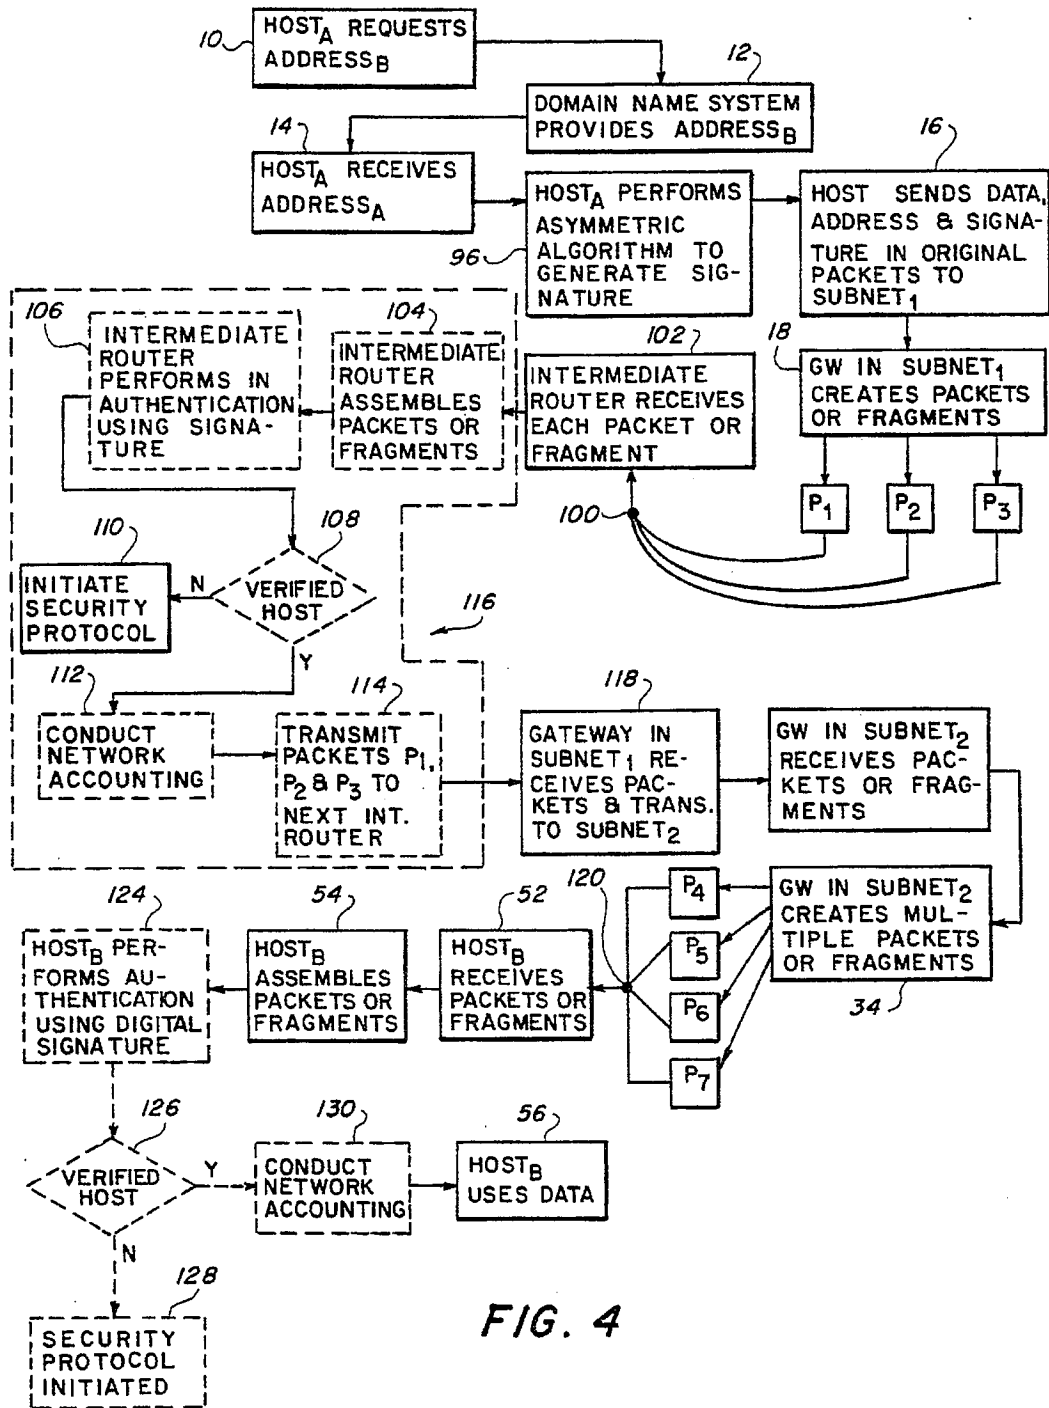 10
HOST_A REQUESTS
ADDRESS_B
12
DOMAIN NAME SYSTEM
PROVIDES ADDRESS_B
14
HOST_A RECEIVES
ADDRESS_A
96
HOST_A PERFORMS
ASYMMETRIC
ALGORITHM TO
GENERATE SIG-
NATURE
16
HOST SENDS DATA,
ADDRESS & SIGNA-
TURE IN ORIGINAL
PACKETS TO
SUBNET_1
18
GW IN SUBNET_1
CREATES PACKETS
OR FRAGMENTS
P_1
P_2
P_3
100
102
INTERMEDIATE
ROUTER RECEIVES
EACH PACKET OR
FRAGMENT
104
INTERMEDIATE
ROUTER
ASSEMBLES
PACKETS OR
FRAGMENTS
106
INTERMEDIATE
ROUTER
PERFORMS IN
AUTHENTICATION
USING SIGNA-
TURE
108
VERIFIED
HOST
N
Y
110
INITIATE
SECURITY
PROTOCOL
116
112
CONDUCT
NETWORK
ACCOUNTING
114
TRANSMIT
PACKETS P_1,
P_2 & P_3 TO
NEXT INT.
ROUTER
118
GATEWAY IN
SUBNET_1 RE-
CEIVES PAC-
KETS & TRANS.
TO SUBNET_2
GW IN SUBNET_2
RECEIVES PAC-
KETS OR FRAG-
MENTS
GW IN SUBNET_2
CREATES MUL-
TIPLE PACKETS
OR FRAGMENTS
34
P_4
P_5
P_6
P_7
120
52
HOST_B
RECEIVES
PACKETS OR
FRAGMENTS
54
HOST_B
ASSEMBLES
PACKETS OR
FRAGMENTS
124
HOST_B PER-
FORMS AU-
THENTICATION
USING DIGITAL
SIGNATURE
126
VERIFIED
HOST
Y
N
130
CONDUCT
NETWORK
ACCOUNTING
56
HOST_B
USES DATA
128
SECURITY
PROTOCOL
INITIATED
FIG. 4